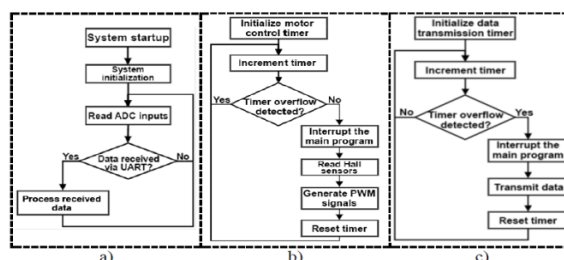 System startup
System
initialization
Read ADC inputs
Yes
Data received
via UART?
No
Process received
data
a)
Initialize motor
control timer
Increment timer
Yes
Timer overflow
detected?
No
Interrupt the
main program
Read Hall
sensors
Generate PWM
signals
Reset timer
b)
Initialize data
transmission timer
Increment timer
No
Timer overflow
detected?
Yes
Interrupt the
main program
Transmit data
Reset timer
c)